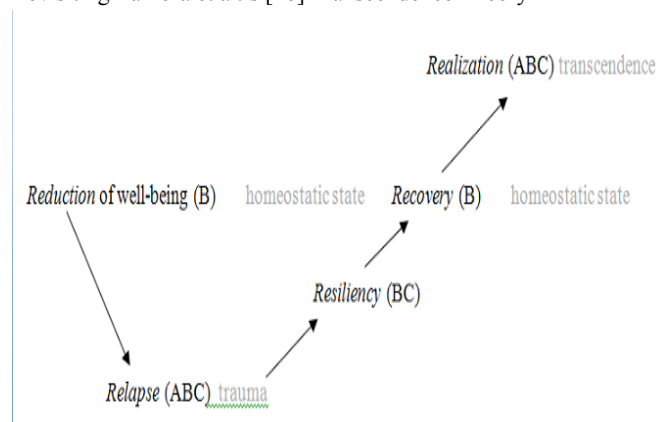 Realization (ABC) transcendence
Reduction of well-being (B) homeostatic state Recovery (B) homeostatic state
Resiliency (BC)
Relapse (ABC) trauma